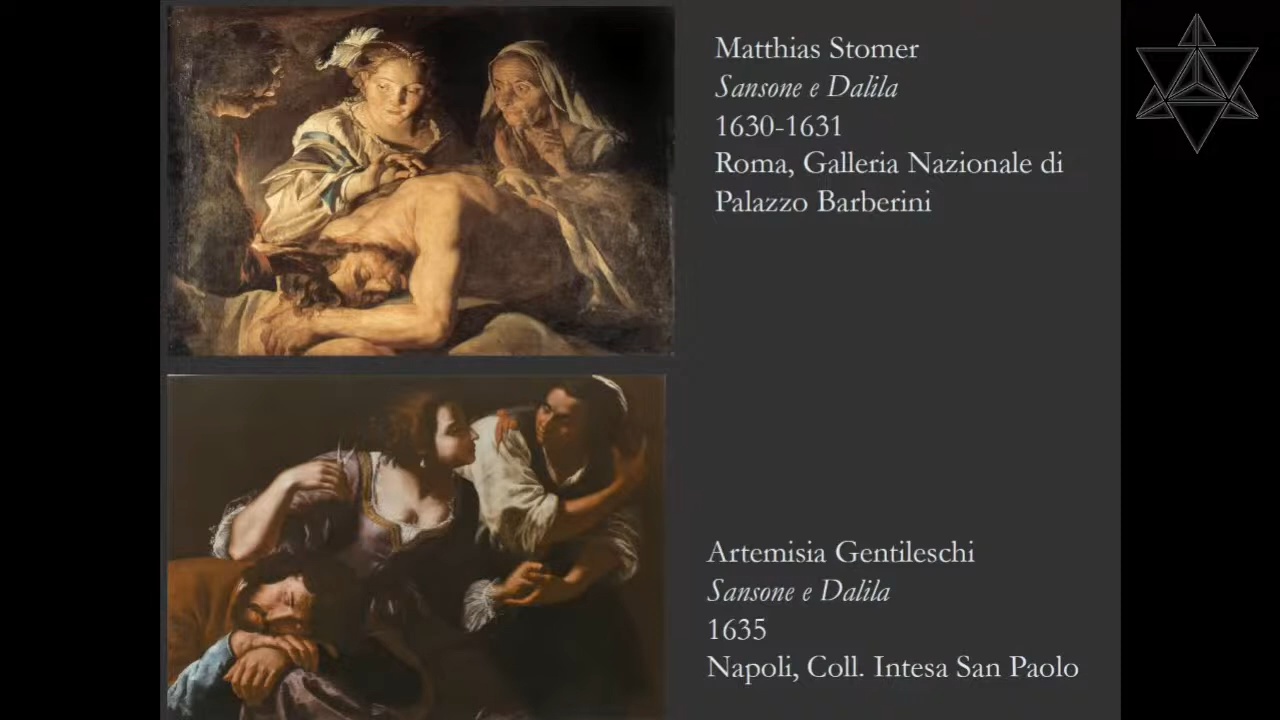 Matthias Stomer
Sansone e Dalila
1630-1631
Roma, Galleria Nazionale di
Palazzo Barberini
Artemisia Gentileschi
Sansone e Dalila
1635
Napoli, Coll. Intesa San Paolo